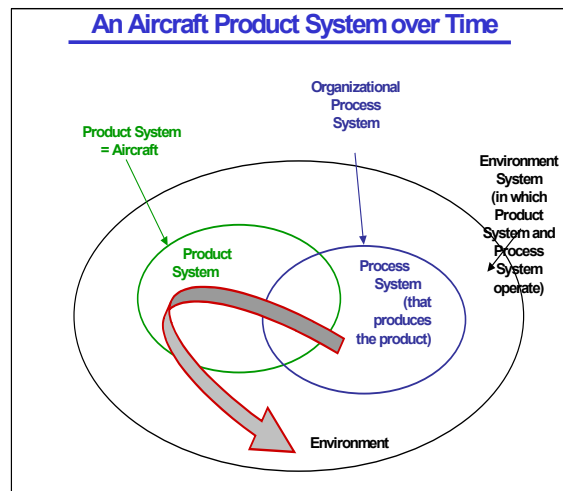 An Aircraft Product System over Time
Organizational
Process
System
Product System
= Aircraft
Environment
System
(in which
Product
System and
Process
System
operate)
Product
System
Process
System
(that
produces
the product)
Environment